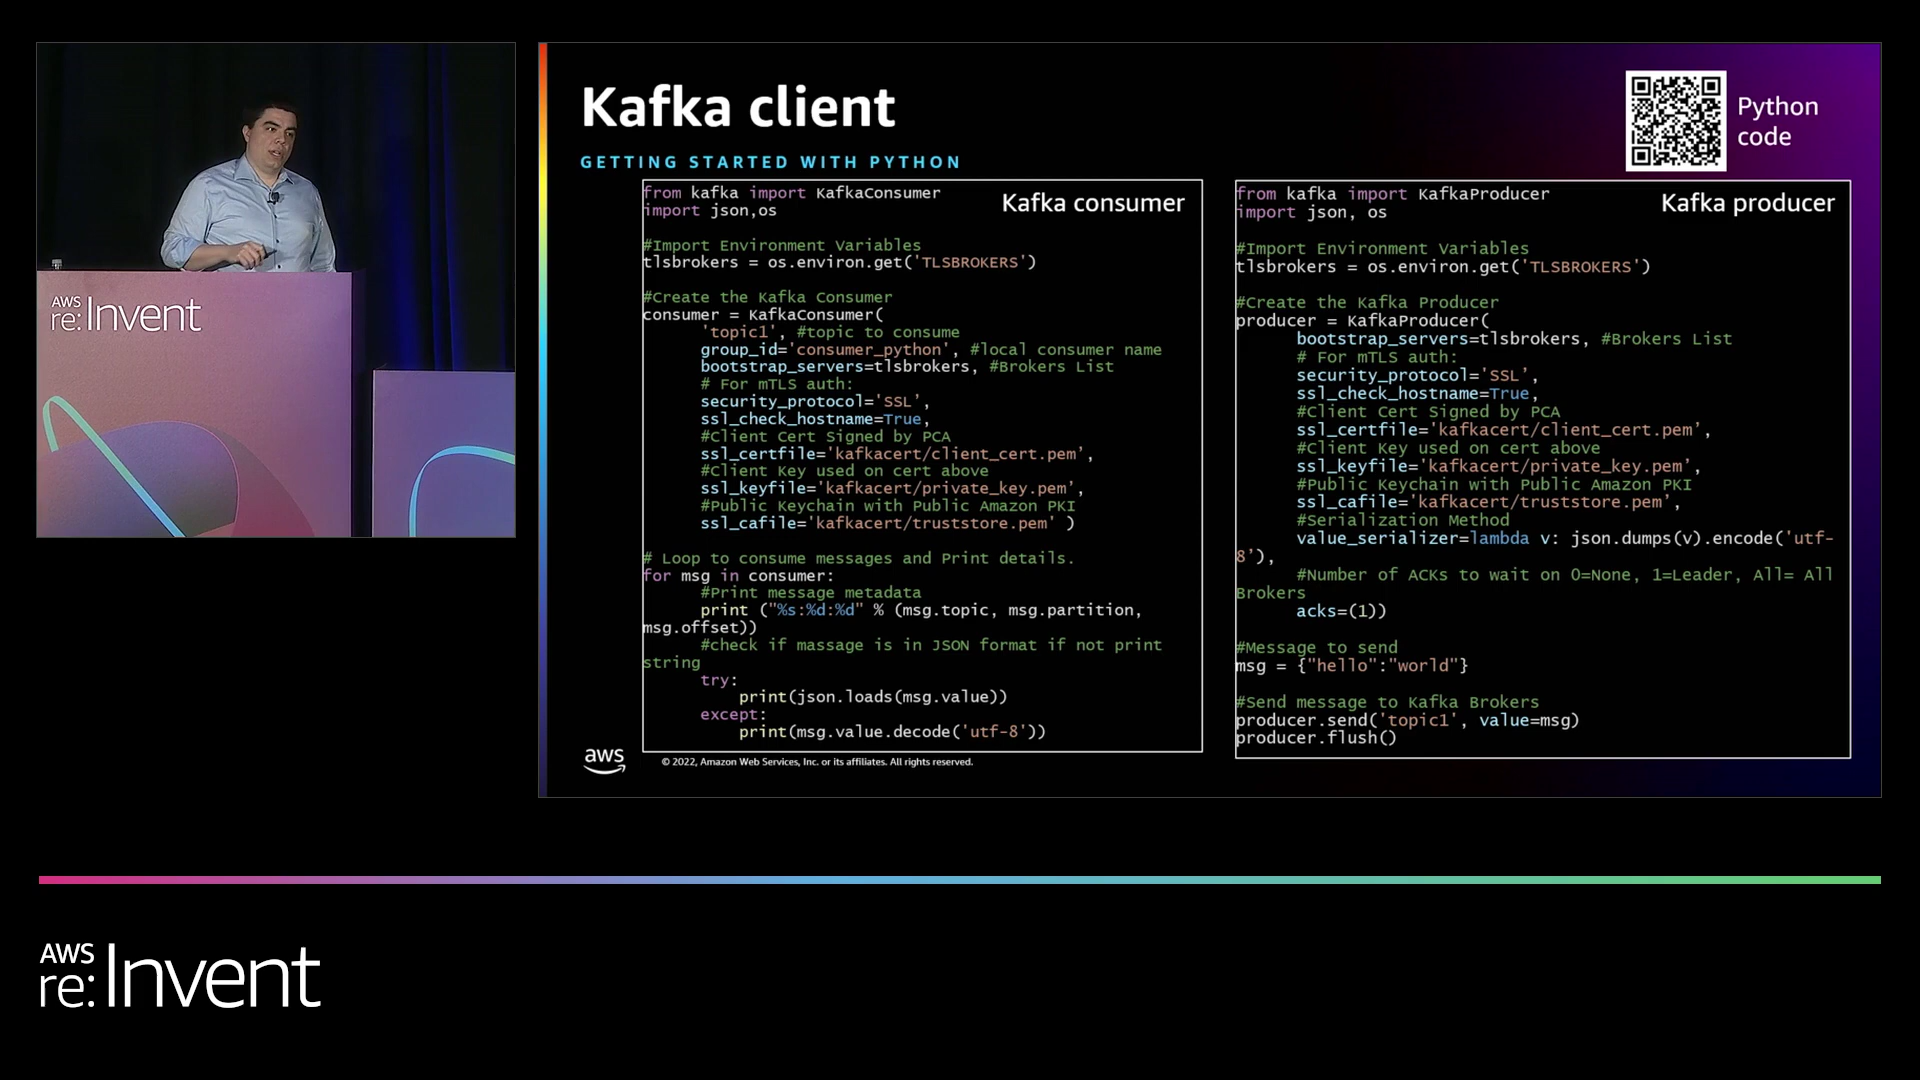 AWS
re:Invent
Kafka client
GETTING STARTED WITH PYTHON
Python
code
Kafka consumer
from kafka import KafkaConsumer
import json,os
#Import Environment Variables
tlsbrokers = os.environ.get('TLSBROKERS')
#Create the Kafka Consumer
consumer = KafkaConsumer(
'topic1', #topic to consume
group_id='consumer_python', #local consumer name
bootstrap_servers=tlsbrokers, #Brokers List
# For mTLS auth:
security_protocol='SSL',
ssl_check_hostname=True,
#Client Cert Signed by PCA
ssl_certfile='kafkacert/client_cert.pem',
#Client Key used on cert above
ssl_keyfile='kafkacert/private_key.pem',
#Public Keychain with Public Amazon PKI
ssl_cafile='kafkacert/truststore.pem' )
# Loop to consume messages and Print details.
for msg in consumer:
#Print message metadata
print ("%s:%d:%d" % (msg.topic, msg.partition,
msg.offset))
#check if massage is in JSON format if not print
string
try:
print(json.loads(msg.value))
except:
print(msg.value.decode('utf-8'))
Kafka producer
from kafka import KafkaProducer
import json, os
#Import Environment Variables
tlsbrokers = os.environ.get('TLSBROKERS')
#Create the Kafka Producer
producer = KafkaProducer(
bootstrap_servers=tlsbrokers, #Brokers List
# For mTLS auth:
security_protocol='SSL',
ssl_check_hostname=True,
#Client Cert Signed by PCA
ssl_certfile='kafkacert/client_cert.pem',
#Client Key used on cert above
ssl_keyfile='kafkacert/private_key.pem',
#Public Keychain with Public Amazon PKI
ssl_cafile='kafkacert/truststore.pem',
#Serialization Method
value_serializer=lambda v: json.dumps(v).encode('utf-
8'),
#Number of ACKs to wait on 0=None, 1=Leader, All= All
Brokers
acks=(1))
#Message to send
msg = {"hello":"world"}
#Send message to Kafka Brokers
producer.send('topic1', value=msg)
producer.flush()
aws
© 2022, Amazon Web Services, Inc. or its affiliates. All rights reserved.
AWS
re:Invent